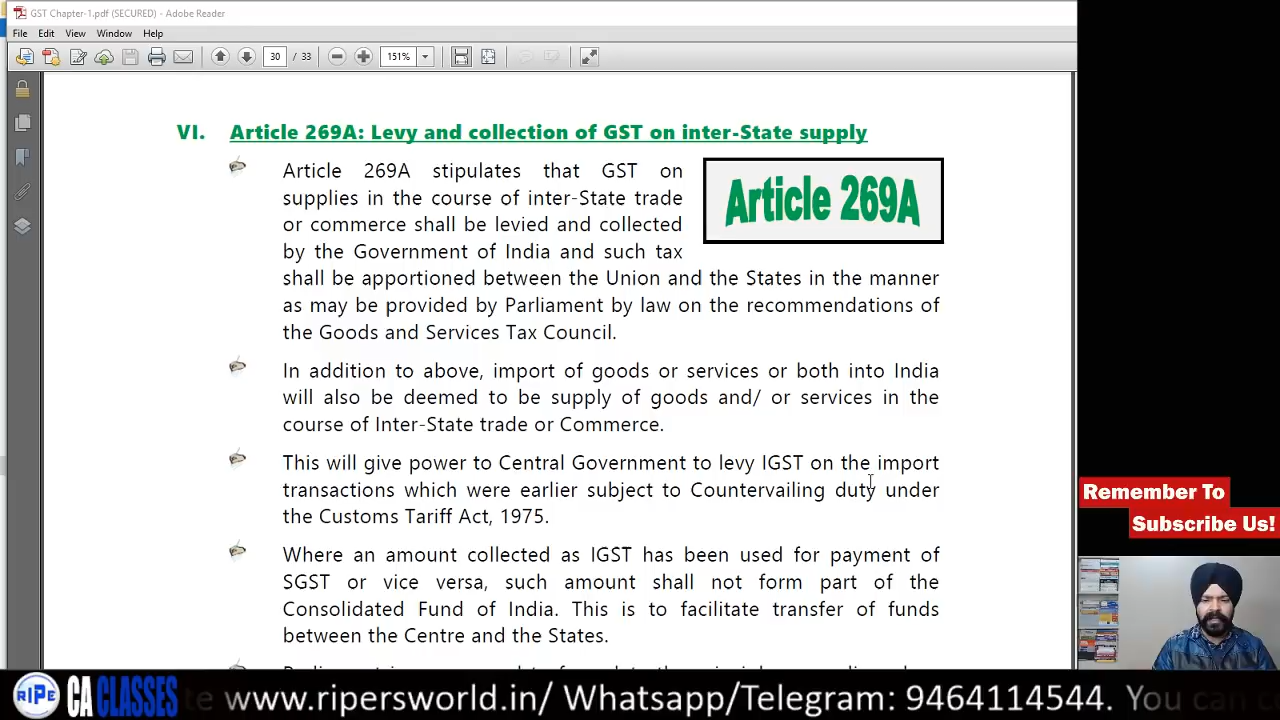 GST Chapter-1.pdf (SECURED) - Adobe Reader
File Edit View Window Help
30 / 33 151%
VI. Article 269A: Levy and collection of GST on inter-State supply
Article 269A stipulates that GST on
supplies in the course of inter-State trade
or commerce shall be levied and collected
by the Government of India and such tax
shall be apportioned between the Union and the States in the manner
as may be provided by Parliament by law on the recommendations of
the Goods and Services Tax Council.
Article 269A
In addition to above, import of goods or services or both into India
will also be deemed to be supply of goods and/ or services in the
course of Inter-State trade or Commerce.
This will give power to Central Government to levy IGST on the import
transactions which were earlier subject to Countervailing duty under
the Customs Tariff Act, 1975.
Where an amount collected as IGST has been used for payment of
SGST or vice versa, such amount shall not form part of the
Consolidated Fund of India. This is to facilitate transfer of funds
between the Centre and the States.
Remember To
Subscribe Us!
RIPE
CA CLASSES
www.ripersworld.in/ Whatsapp/Telegram: 9464114544. You can